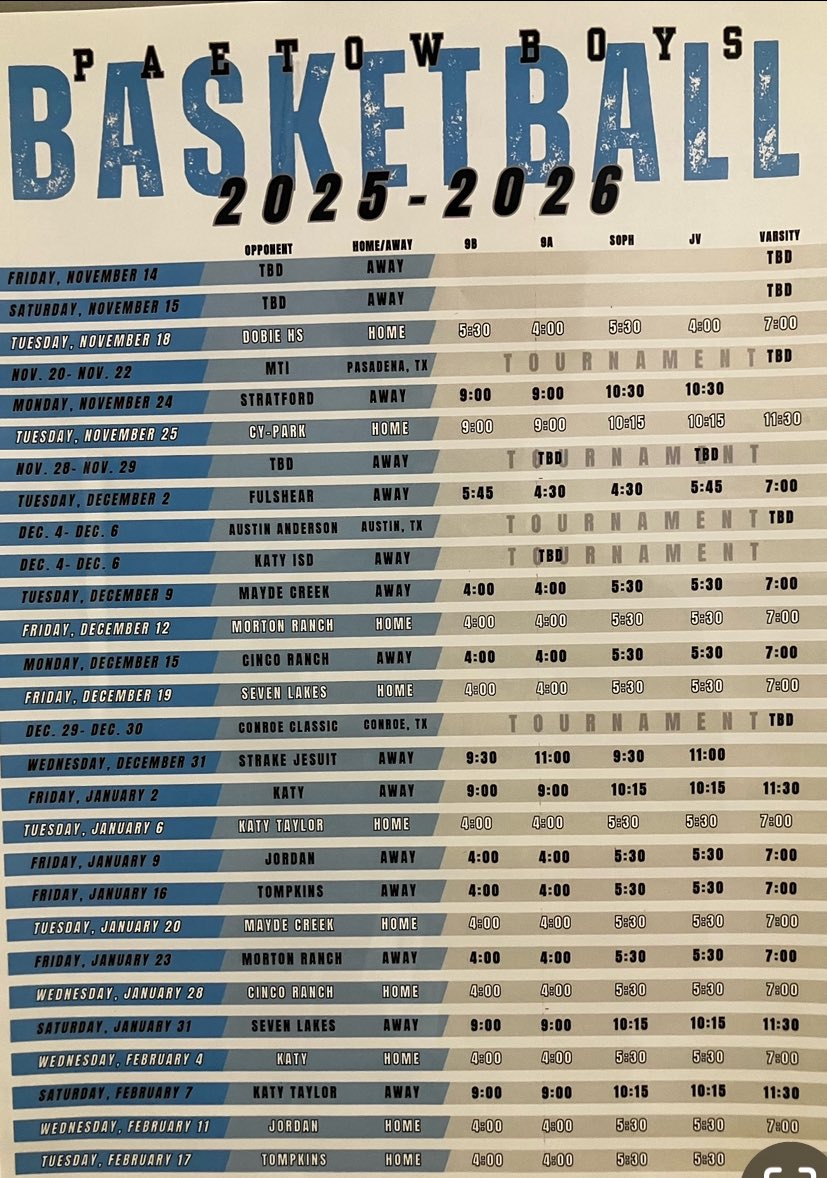 PAETOW BOYS
BASKETBALL
2025-2026
OPPONENT HOME/AWAY 9B 9A SOPH JV VARSITY
FRIDAY, NOVEMBER 14 TBD AWAY TBD
SATURDAY, NOVEMBER 15 TBD AWAY TBD
TUESDAY, NOVEMBER 18 DOBIE HS HOME 5:30 4:00 5:30 4:00 7:00
NOV. 20- NOV. 22 MTI PASADENA, TX TOURNAMENT TBD
MONDAY, NOVEMBER 24 STRATFORD AWAY 9:00 9:00 10:30 10:30
TUESDAY, NOVEMBER 25 CY-PARK HOME 9:00 9:00 10:15 10:15 11:30
NOV. 28- NOV. 29 TBD AWAY TOURNAMENT TBD TBD
TUESDAY, DECEMBER 2 FULSHEAR AWAY 5:45 4:30 4:30 5:45 7:00
DEC. 4- DEC. 6 AUSTIN ANDERSON AUSTIN, TX TOURNAMENT TBD
DEC. 4- DEC. 6 KATY ISD AWAY TOURNAMENT TBD
TUESDAY, DECEMBER 9 MAYDE CREEK AWAY 4:00 4:00 5:30 5:30 7:00
FRIDAY, DECEMBER 12 MORTON RANCH HOME 4:00 4:00 5:30 5:30 7:00
MONDAY, DECEMBER 15 CINCO RANCH AWAY 4:00 4:00 5:30 5:30 7:00
FRIDAY, DECEMBER 19 SEVEN LAKES HOME 4:00 4:00 5:30 5:30 7:00
DEC. 29- DEC. 30 CONROE CLASSIC CONROE, TX TOURNAMENT TBD
WEDNESDAY, DECEMBER 31 STRAKE JESUIT AWAY 9:30 11:00 9:30 11:00
FRIDAY, JANUARY 2 KATY AWAY 9:00 9:00 10:15 10:15 11:30
TUESDAY, JANUARY 6 KATY TAYLOR HOME 4:00 4:00 5:30 5:30 7:00
FRIDAY, JANUARY 9 JORDAN AWAY 4:00 4:00 5:30 5:30 7:00
FRIDAY, JANUARY 16 TOMPKINS AWAY 4:00 4:00 5:30 5:30 7:00
TUESDAY, JANUARY 20 MAYDE CREEK HOME 4:00 4:00 5:30 5:30 7:00
FRIDAY, JANUARY 23 MORTON RANCH AWAY 4:00 4:00 5:30 5:30 7:00
WEDNESDAY, JANUARY 28 CINCO RANCH HOME 4:00 4:00 5:30 5:30 7:00
SATURDAY, JANUARY 31 SEVEN LAKES AWAY 9:00 9:00 10:15 10:15 11:30
WEDNESDAY, FEBRUARY 4 KATY HOME 4:00 4:00 5:30 5:30 7:00
SATURDAY, FEBRUARY 7 KATY TAYLOR AWAY 9:00 9:00 10:15 10:15 11:30
WEDNESDAY, FEBRUARY 11 JORDAN HOME 4:00 4:00 5:30 5:30 7:00
TUESDAY, FEBRUARY 17 TOMPKINS HOME 4:00 4:00 5:30 5:30